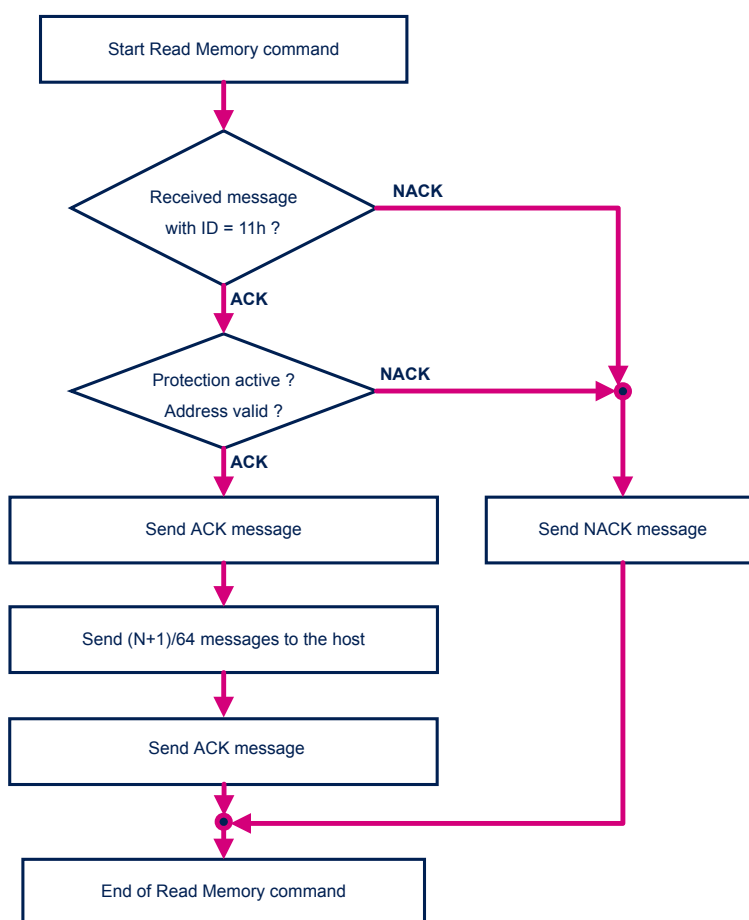 Start Read Memory command
Received message
with ID = 11h ?
NACK
ACK
Protection active ?
Address valid ?
NACK
ACK
Send ACK message
Send NACK message
Send (N+1)/64 messages to the host
Send ACK message
End of Read Memory command